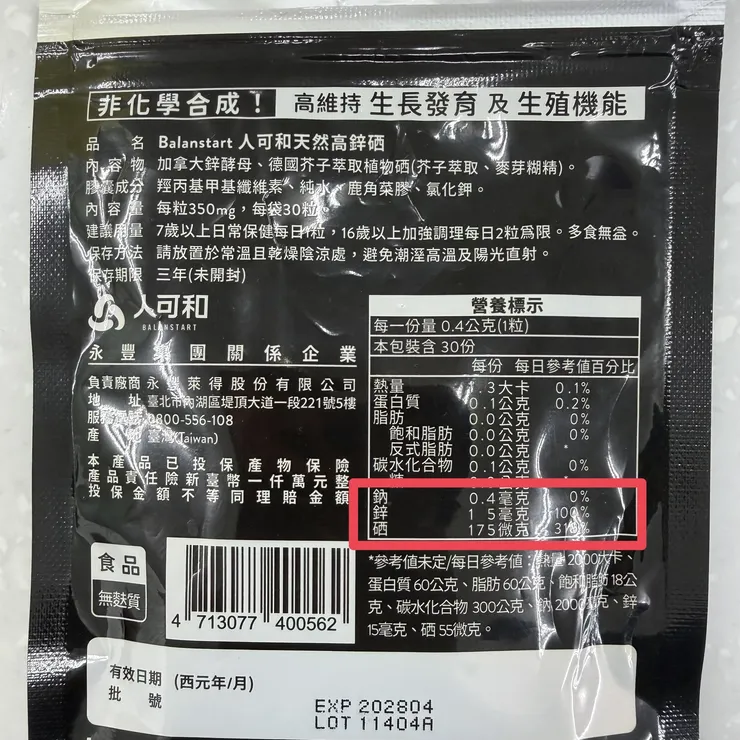 非化學合成！ 高維持 生長發育 及 生殖機能
品 名 Balanstart 人可和天然高鋅硒
內 容 物 加拿大鋅酵母、德國芥子萃取植物硒(芥子萃取、麥芽糊精)。
膠囊成分 羥丙基甲基纖維素、純水、鹿角菜膠、氯化鉀。
內 容 量 每粒350mg，每袋30粒。
建議用量 7歲以上日常保健每日1粒，16歲以上加強調理每日2粒爲限。多食無益。
保存方法 請放置於常溫且乾燥陰涼處，避免潮溼高溫及陽光直射。
保存期限 三年(未開封)
人可和
BALANSTART
永豐集團關係企業
負責廠商 永豐萊得股份有限公司
地 址 臺北市內湖區堤頂大道一段221號5樓
服務 0800-556-108
產 地 臺灣(Taiwan)
本產品已投保產物保險
產品責任險新臺幣一仟萬元整
投保金額不等同理賠金額
營養標示
每一份量 0.4公克(1粒)
本包裝含 30份
每份 每日參考值百分比
熱量 1.3大卡 0.1%
蛋白質 0.1公克 0.2%
脂肪 0.0公克 0%
飽和脂肪 0.0公克 0%
反式脂肪 0.0公克 *
碳水化合物 0.1公克 0%
糖 *
鈉 0.4毫克 0%
鋅 15毫克 100%
硒 175微克 318%
*參考值未定/每日參考值：熱量 2000大卡、
蛋白質 60公克、脂肪 60公克、飽和脂肪 18公
克、碳水化合物 300公克、鈉 2000公克、鋅
15毫克、硒 55微克。
食品
無麩質
4 713077 400562
有效日期
批 號
(西元年/月)
EXP 202804
LOT 11404A